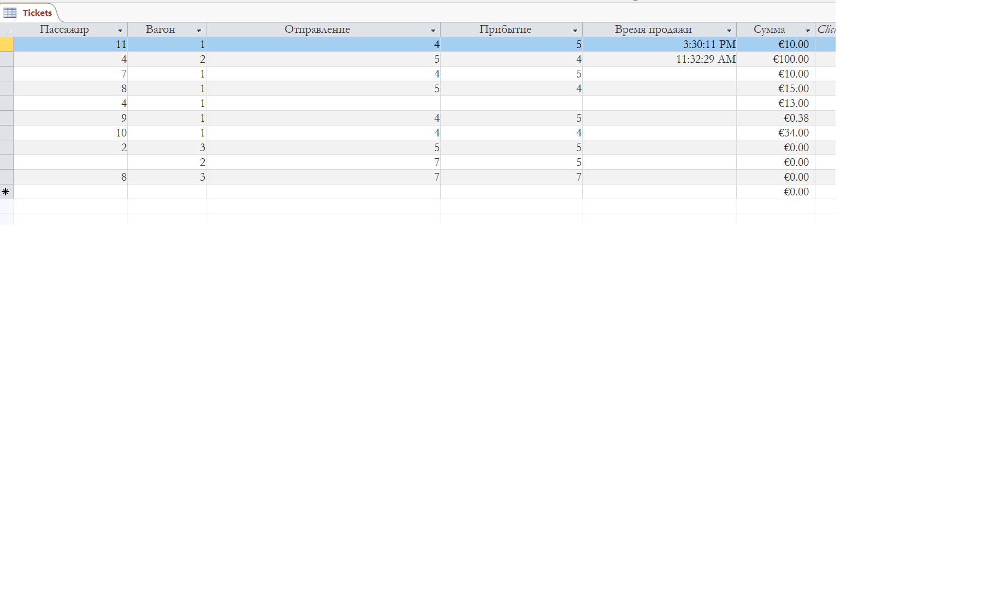 Tickets
Пассажир Вагон Отправление Прибытие Время продажи Сумма Clic
11 1 4 5 3:30:11 PM €10.00
4 2 5 4 11:32:29 AM €100.00
7 1 4 5 €10.00
8 1 5 4 €15.00
4 1 €13.00
9 1 4 5 €0.38
10 1 4 4 €34.00
2 3 5 5 €0.00
2 7 5 €0.00
8 3 7 7 €0.00
€0.00